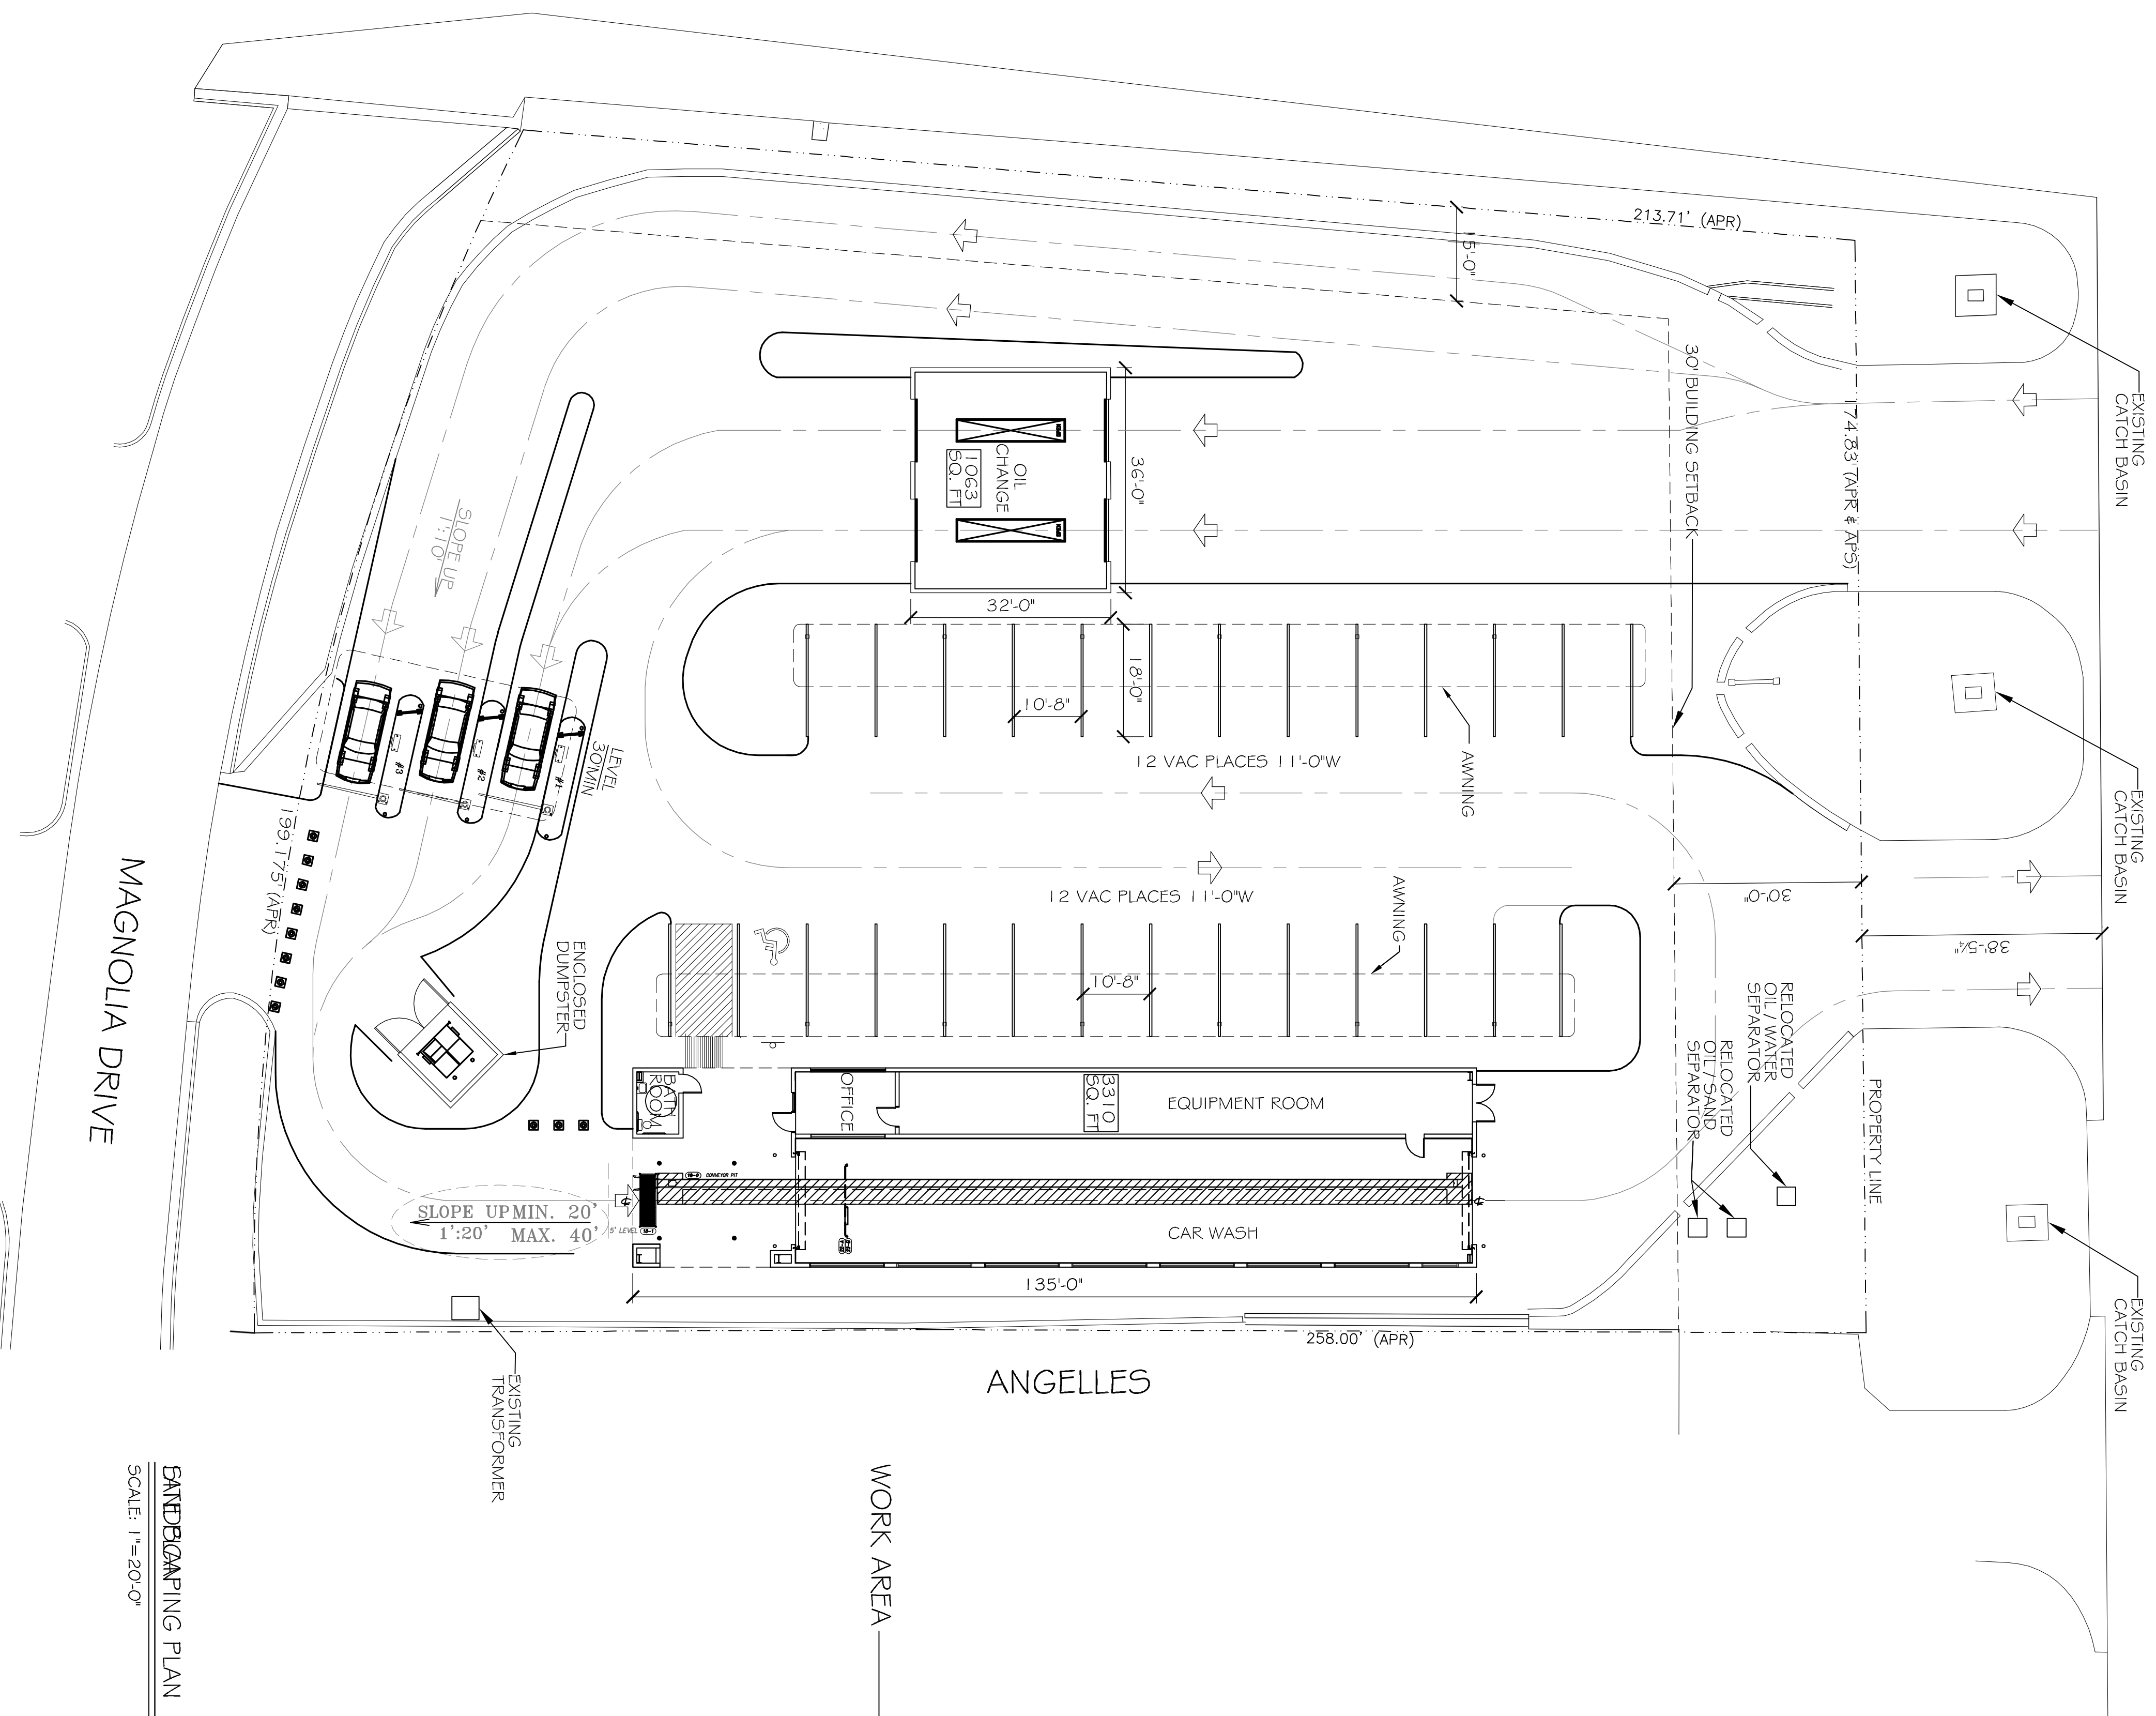 213.71' (APR)
15'-0"
EXISTING
CATCH BASIN
30' BUILDING SETBACK
174.83' (APR & APS)
36'-0"
OIL
CHANGE
1063
SQ. FT
32'-0"
SLOPE UP
1':10'
18'-0"
10'-8"
AWNING
12 VAC PLACES 11'-0"W
LEVEL
30'MIN
#1
#2
#3
EXISTING
CATCH BASIN
30'-0"
38'-5¼"
199.175' (APR)
MAGNOLIA DRIVE
12 VAC PLACES 11'-0"W
AWNING
10'-8"
ENCLOSED
DUMPSTER
RELOCATED
OIL / WATER
SEPARATOR
RELOCATED
OIL / SAND
SEPARATOR
PROPERTY LINE
BATH
ROOM
OFFICE
3310
SQ. FT
EQUIPMENT ROOM
CONVEYOR PIT
CAR WASH
SLOPE UP MIN. 20'
1':20' MAX. 40'
5' LEVEL
135'-0"
258.00' (APR)
EXISTING
CATCH BASIN
EXISTING
TRANSFORMER
ANGELLES
WORK AREA
PLAN
SCALE: 1"=20'-0"